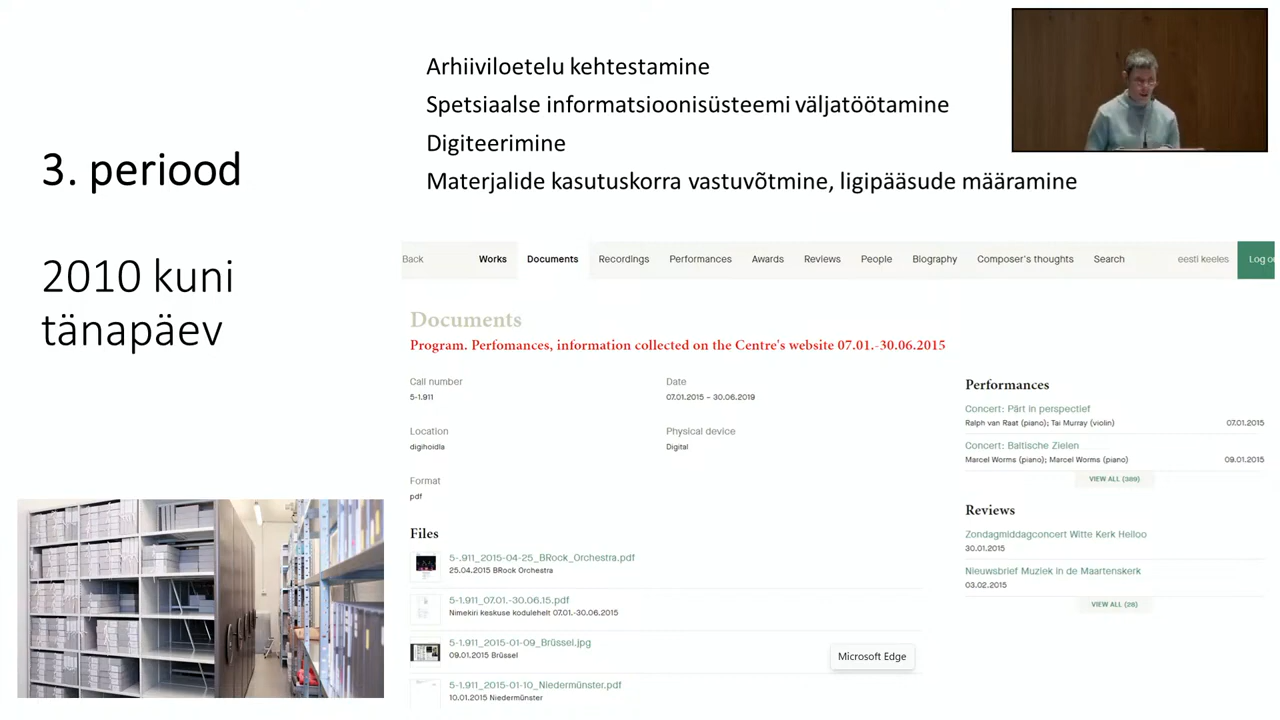 3. periood
2010 kuni
tänapäev
Arhiiviloetelu kehtestamine
Spetsiaalse informatsioonisüsteemi väljatöötamine
Digiteerimine
Materjalide kasutuskorra vastuvõtmine, ligipääsude määramine
Back Works Documents Recordings Performances Awards Reviews People Biography Composer's thoughts Search eesti keeles Log ou
Documents
Program. Perfomances, information collected on the Centre's website 07.01.-30.06.2015
Call number
5-1.911
Date
07.01.2015 – 30.06.2019
Location
digihoidla
Physical device
Digital
Format
pdf
Files
5-.911_2015-04-25_BRock_Orchestra.pdf
25.04.2015 BRock Orchestra
5-1.911_07.01.-30.06.15.pdf
Nimekiri keskuse kodulehelt 07.01.-30.06.2015
5-1.911_2015-01-09_Brüssel.jpg
09.01.2015 Brüssel
5-1.911_2015-01-10_Niedermünster.pdf
10.01.2015 Niedermünster
Performances
Concert: Pärt in perspectief
Ralph van Raat (piano); Tai Murray (violin) 07.01.2015
Concert: Baltische Zielen
Marcel Worms (piano); Marcel Worms (piano) 09.01.2015
VIEW ALL (389)
Reviews
Zondagmiddagconcert Witte Kerk Heiloo
30.01.2015
Nieuwsbrief Muziek in de Maartenskerk
03.02.2015
VIEW ALL (28)
Microsoft Edge